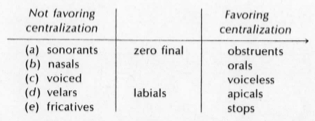 Not favoring Favoring
centralization centralization
(a) sonorants zero final obstruents
(b) nasals orals
(c) voiced voiceless
(d) velars labials apicals
(e) fricatives stops